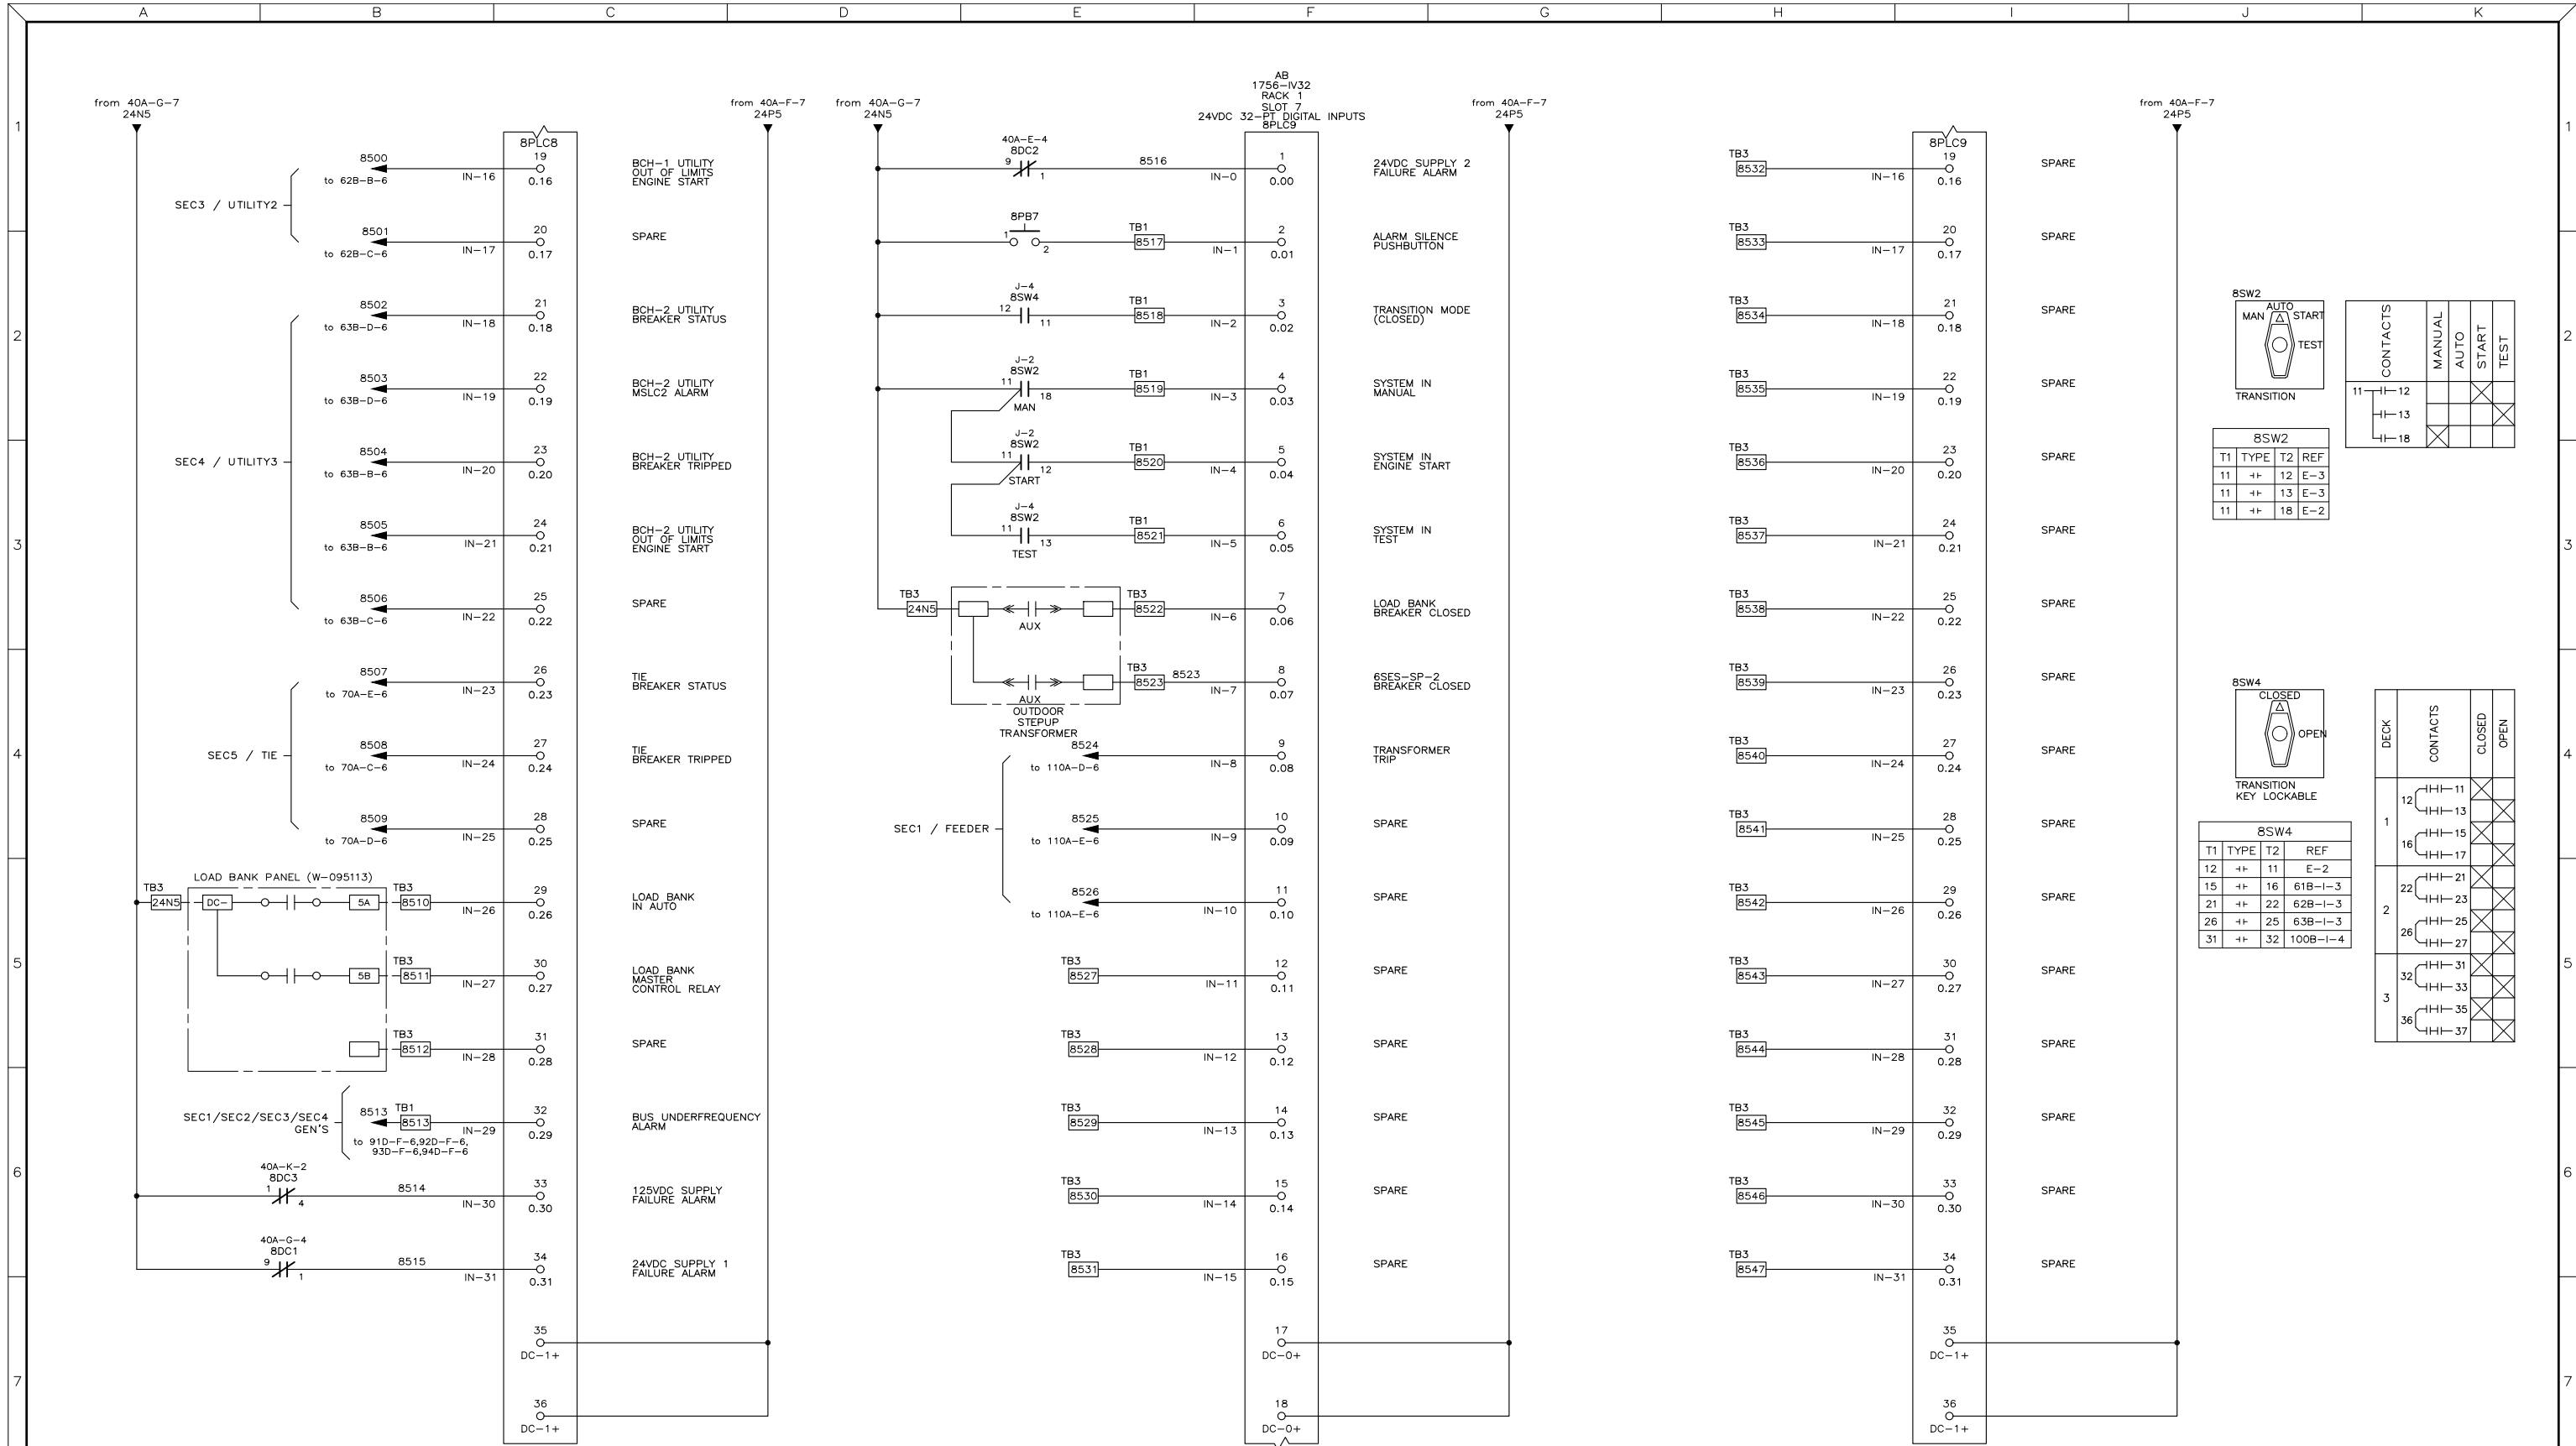 A B C D E F G H I J K
1
2
3
4
5
6
7
from 40A-G-7
24N5
8500
to 62B-B-6
IN-16
SEC3 / UTILITY2
8501
to 62B-C-6
IN-17
8502
to 63B-D-6
IN-18
8503
to 63B-D-6
IN-19
SEC4 / UTILITY3
8504
to 63B-B-6
IN-20
8505
to 63B-B-6
IN-21
8506
to 63B-C-6
IN-22
8507
to 70A-E-6
IN-23
SEC5 / TIE
8508
to 70A-C-6
IN-24
8509
to 70A-D-6
IN-25
LOAD BANK PANEL (W-095113)
TB3
24N5
DC-
5A
TB3
8510
IN-26
5B
TB3
8511
IN-27
TB3
8512
IN-28
SEC1/SEC2/SEC3/SEC4
GEN'S
8513
TB1
8513
IN-29
to 91D-F-6,92D-F-6,
93D-F-6,94D-F-6
40A-K-2
8DC3
1
4
8514
IN-30
40A-G-4
8DC1
9
1
8515
IN-31
8PLC8
19
0.16
BCH-1 UTILITY
OUT OF LIMITS
ENGINE START
20
0.17
SPARE
21
0.18
BCH-2 UTILITY
BREAKER STATUS
22
0.19
BCH-2 UTILITY
MSLC2 ALARM
23
0.20
BCH-2 UTILITY
BREAKER TRIPPED
24
0.21
BCH-2 UTILITY
OUT OF LIMITS
ENGINE START
25
0.22
SPARE
26
0.23
TIE
BREAKER STATUS
27
0.24
TIE
BREAKER TRIPPED
28
0.25
SPARE
29
0.26
LOAD BANK
IN AUTO
30
0.27
LOAD BANK
MASTER
CONTROL RELAY
31
0.28
SPARE
32
0.29
BUS UNDERFREQUENCY
ALARM
33
0.30
125VDC SUPPLY
FAILURE ALARM
34
0.31
24VDC SUPPLY 1
FAILURE ALARM
35
DC-1+
36
DC-1+
from 40A-F-7
24P5
from 40A-G-7
24N5
40A-E-4
8DC2
9
1
8516
IN-0
8PB7
1
2
TB1
8517
IN-1
J-4
8SW4
12
11
TB1
8518
IN-2
J-2
8SW2
11
18
MAN
TB1
8519
IN-3
J-2
8SW2
11
12
START
TB1
8520
IN-4
J-4
8SW2
11
13
TEST
TB1
8521
IN-5
TB3
24N5
AUX
TB3
8522
IN-6
AUX
TB3
8523
8523
IN-7
OUTDOOR
STEPUP
TRANSFORMER
8524
to 110A-D-6
IN-8
SEC1 / FEEDER
8525
to 110A-E-6
IN-9
8526
to 110A-E-6
IN-10
TB3
8527
IN-11
TB3
8528
IN-12
TB3
8529
IN-13
TB3
8530
IN-14
TB3
8531
IN-15
AB
1756-IV32
RACK 1
SLOT 7
24VDC 32-PT DIGITAL INPUTS
8PLC9
1
0.00
24VDC SUPPLY 2
FAILURE ALARM
2
0.01
ALARM SILENCE
PUSHBUTTON
3
0.02
TRANSITION MODE
(CLOSED)
4
0.03
SYSTEM IN
MANUAL
5
0.04
SYSTEM IN
ENGINE START
6
0.05
SYSTEM IN
TEST
7
0.06
LOAD BANK
BREAKER CLOSED
8
0.07
6SES-SP-2
BREAKER CLOSED
9
0.08
TRANSFORMER
TRIP
10
0.09
SPARE
11
0.10
SPARE
12
0.11
SPARE
13
0.12
SPARE
14
0.13
SPARE
15
0.14
SPARE
16
0.15
SPARE
17
DC-0+
18
DC-0+
from 40A-F-7
24P5
TB3
8532
IN-16
TB3
8533
IN-17
TB3
8534
IN-18
TB3
8535
IN-19
TB3
8536
IN-20
TB3
8537
IN-21
TB3
8538
IN-22
TB3
8539
IN-23
TB3
8540
IN-24
TB3
8541
IN-25
TB3
8542
IN-26
TB3
8543
IN-27
TB3
8544
IN-28
TB3
8545
IN-29
TB3
8546
IN-30
TB3
8547
IN-31
8PLC9
19
0.16
SPARE
20
0.17
SPARE
21
0.18
SPARE
22
0.19
SPARE
23
0.20
SPARE
24
0.21
SPARE
25
0.22
SPARE
26
0.23
SPARE
27
0.24
SPARE
28
0.25
SPARE
29
0.26
SPARE
30
0.27
SPARE
31
0.28
SPARE
32
0.29
SPARE
33
0.30
SPARE
34
0.31
SPARE
35
DC-1+
36
DC-1+
from 40A-F-7
24P5
8SW2
AUTO
MAN START
TEST
TRANSITION
CONTACTS MANUAL AUTO START TEST
11 12
13
18
8SW2
T1 TYPE T2 REF
11 12 E-3
11 13 E-3
11 18 E-2
8SW4
CLOSED
OPEN
TRANSITION
KEY LOCKABLE
8SW4
T1 TYPE T2 REF
12 11 E-2
15 16 61B-I-3
21 22 62B-I-3
26 25 63B-I-3
31 32 100B-I-4
DECK CONTACTS CLOSED OPEN
1
12 11
13
16 15
17
2
22 21
23
26 25
27
3
32 31
33
36 35
37
1
2
3
4
5
6
7